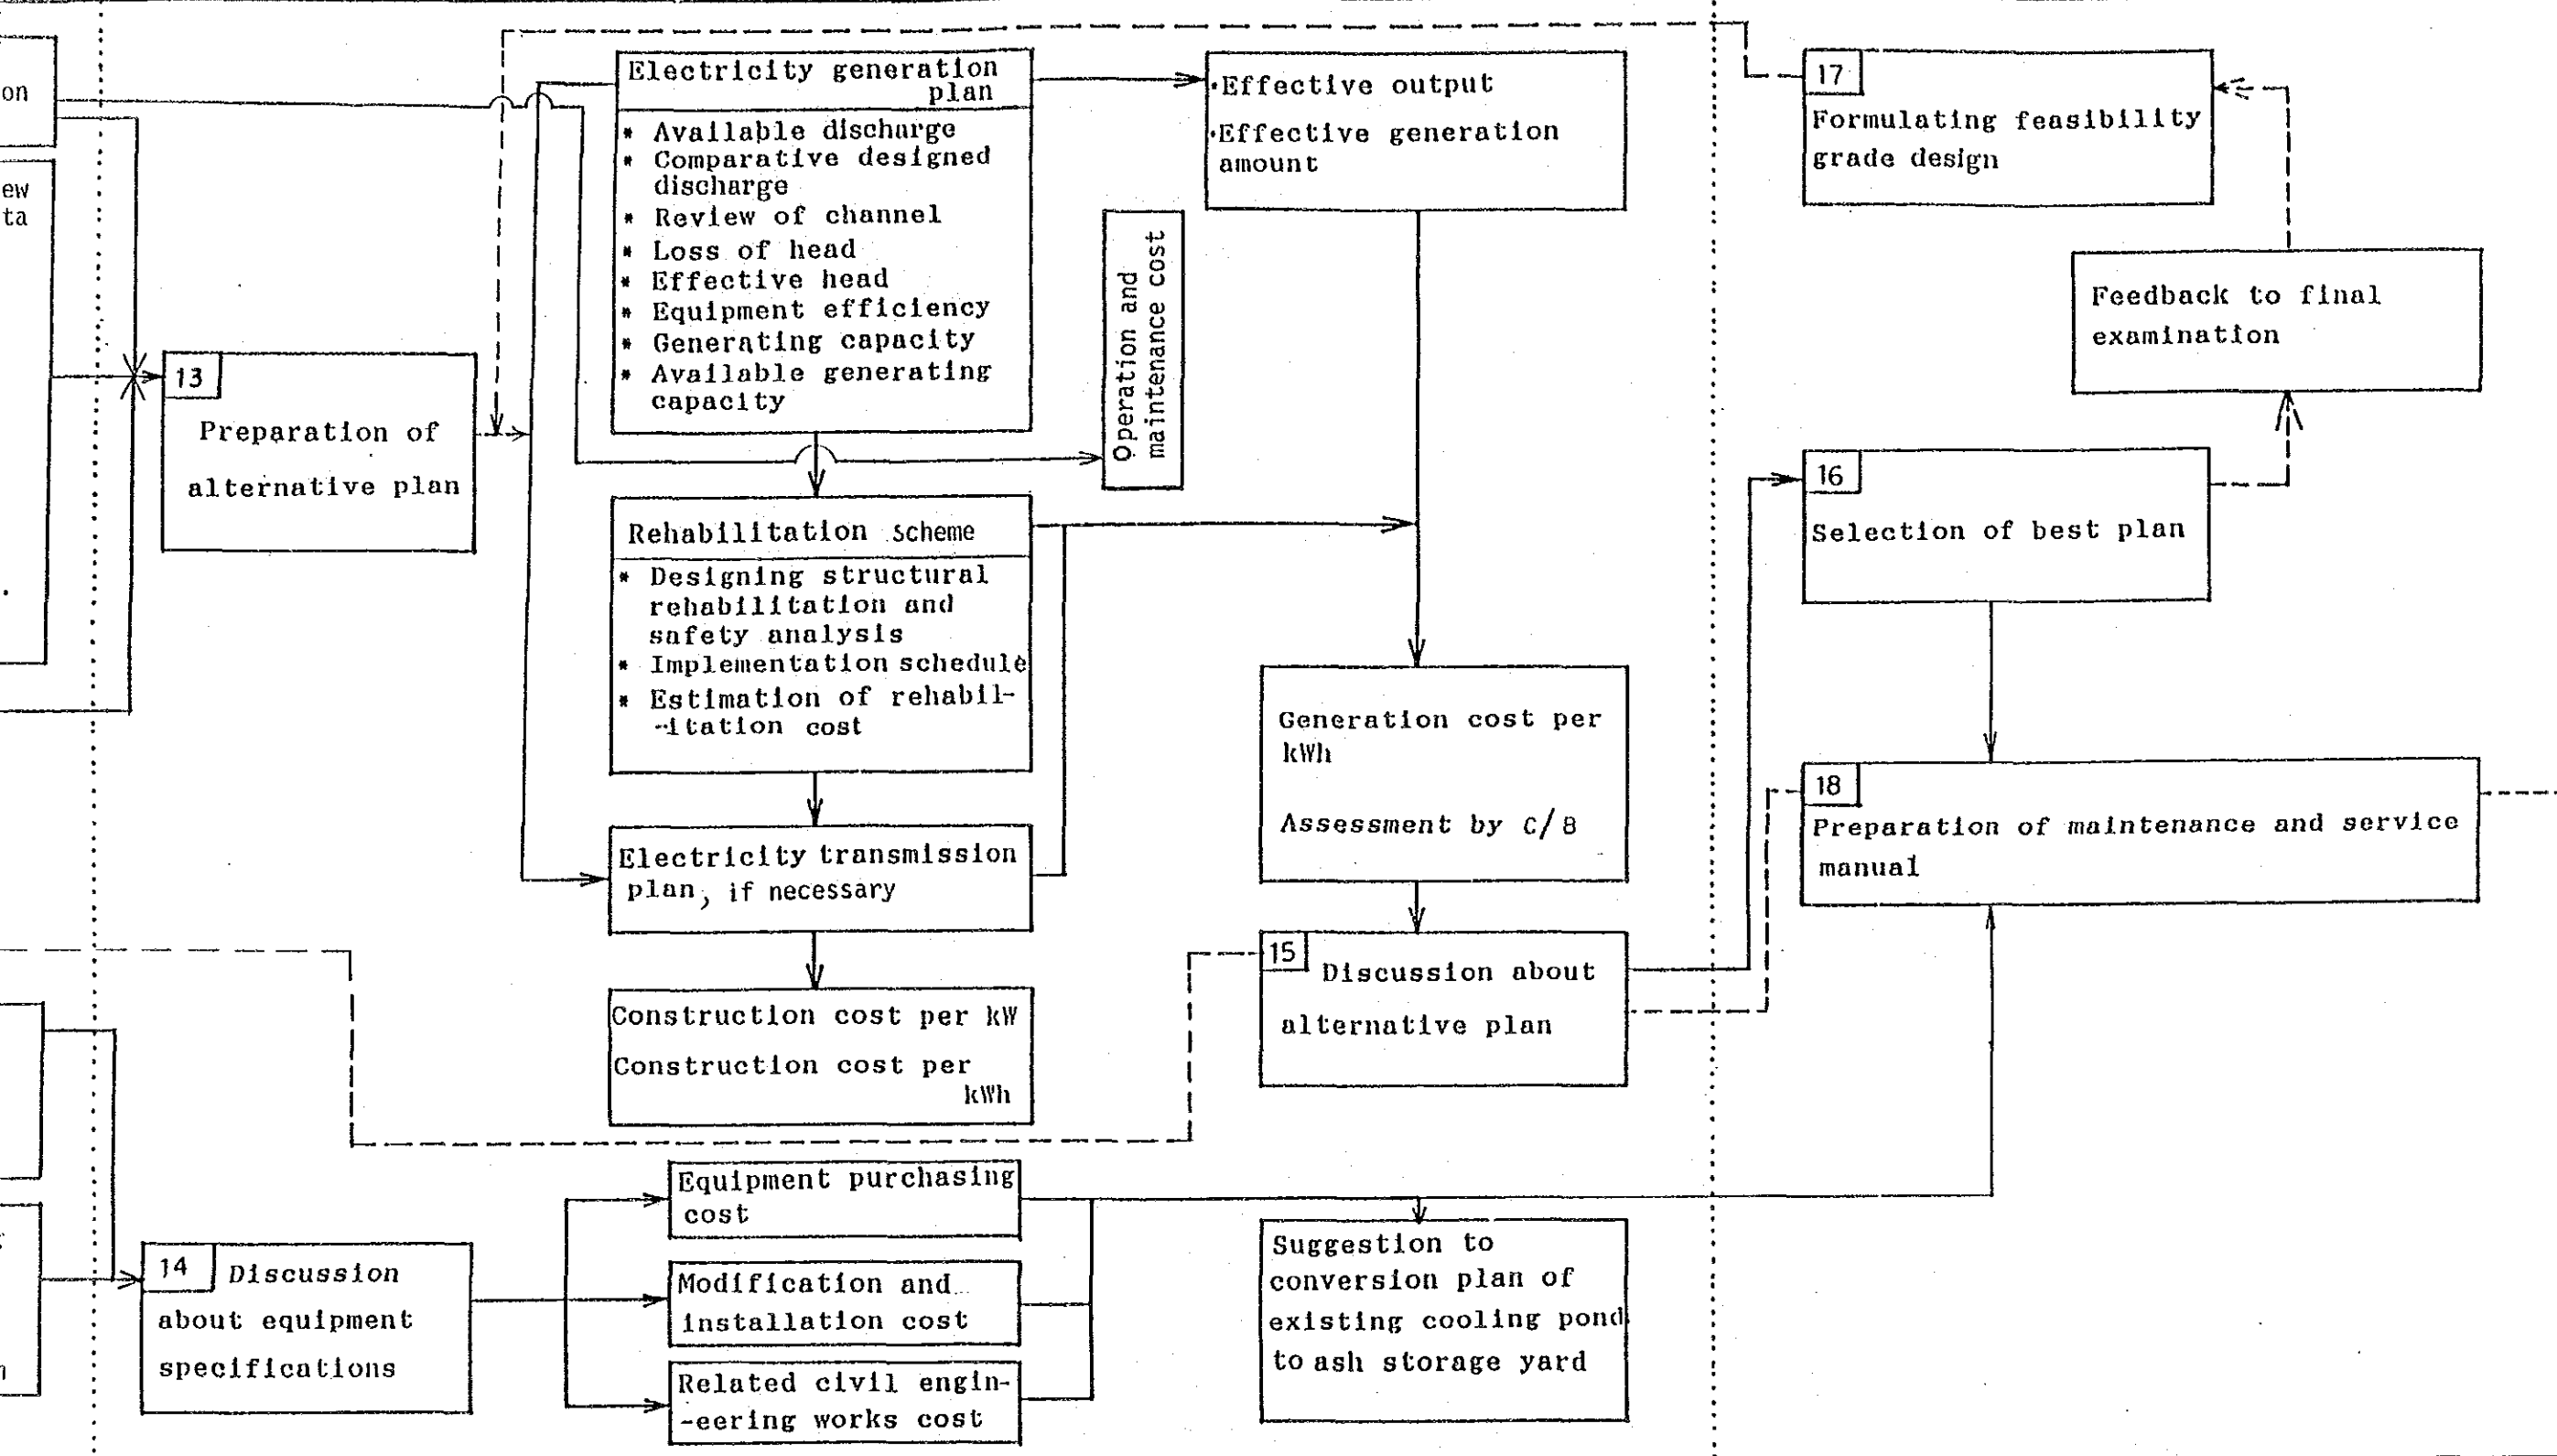 on
ew
ta
13
Preparation of
alternative plan
Electricity generation
plan
* Available discharge
* Comparative designed
discharge
* Review of channel
* Loss of head
* Effective head
* Equipment efficiency
* Generating capacity
* Available generating
capacity
·Effective output
·Effective generation
amount
Operation and
maintenance cost
Rehabilitation Scheme
* Designing structural
rehabilitation and
safety analysis
* Implementation schedule
* Estimation of rehabil-
-itation cost
Electricity transmission
plan, if necessary
Construction cost per kW
Construction cost per
kWh
Generation cost per
kWh
Assessment by C/B
15
Discussion about
alternative plan
17
Formulating feasibility
grade design
Feedback to final
examination
16
Selection of best plan
18
Preparation of maintenance and service
manual
14
Discussion
about equipment
specifications
Equipment purchasing
cost
Modification and
installation cost
Related civil engin-
-eering works cost
Suggestion to
conversion plan of
existing cooling pond
to ash storage yard